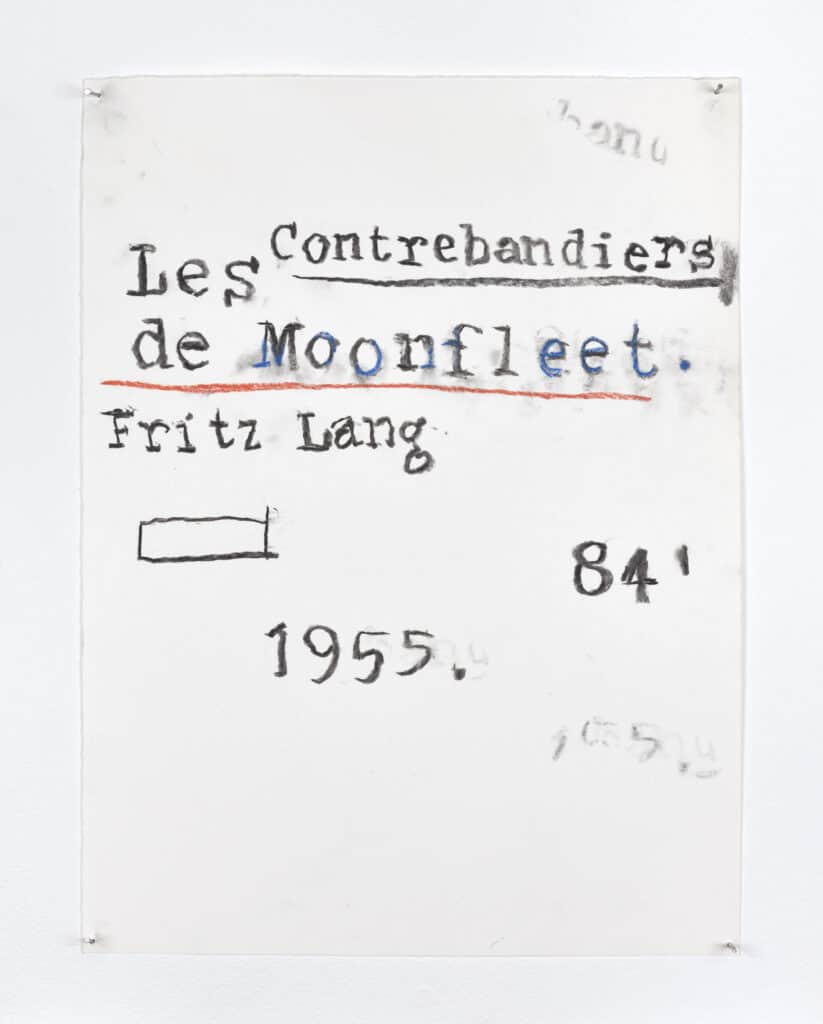 Les Contrebandiers
de Moonfleet.
Fritz Lang
84'
1955.